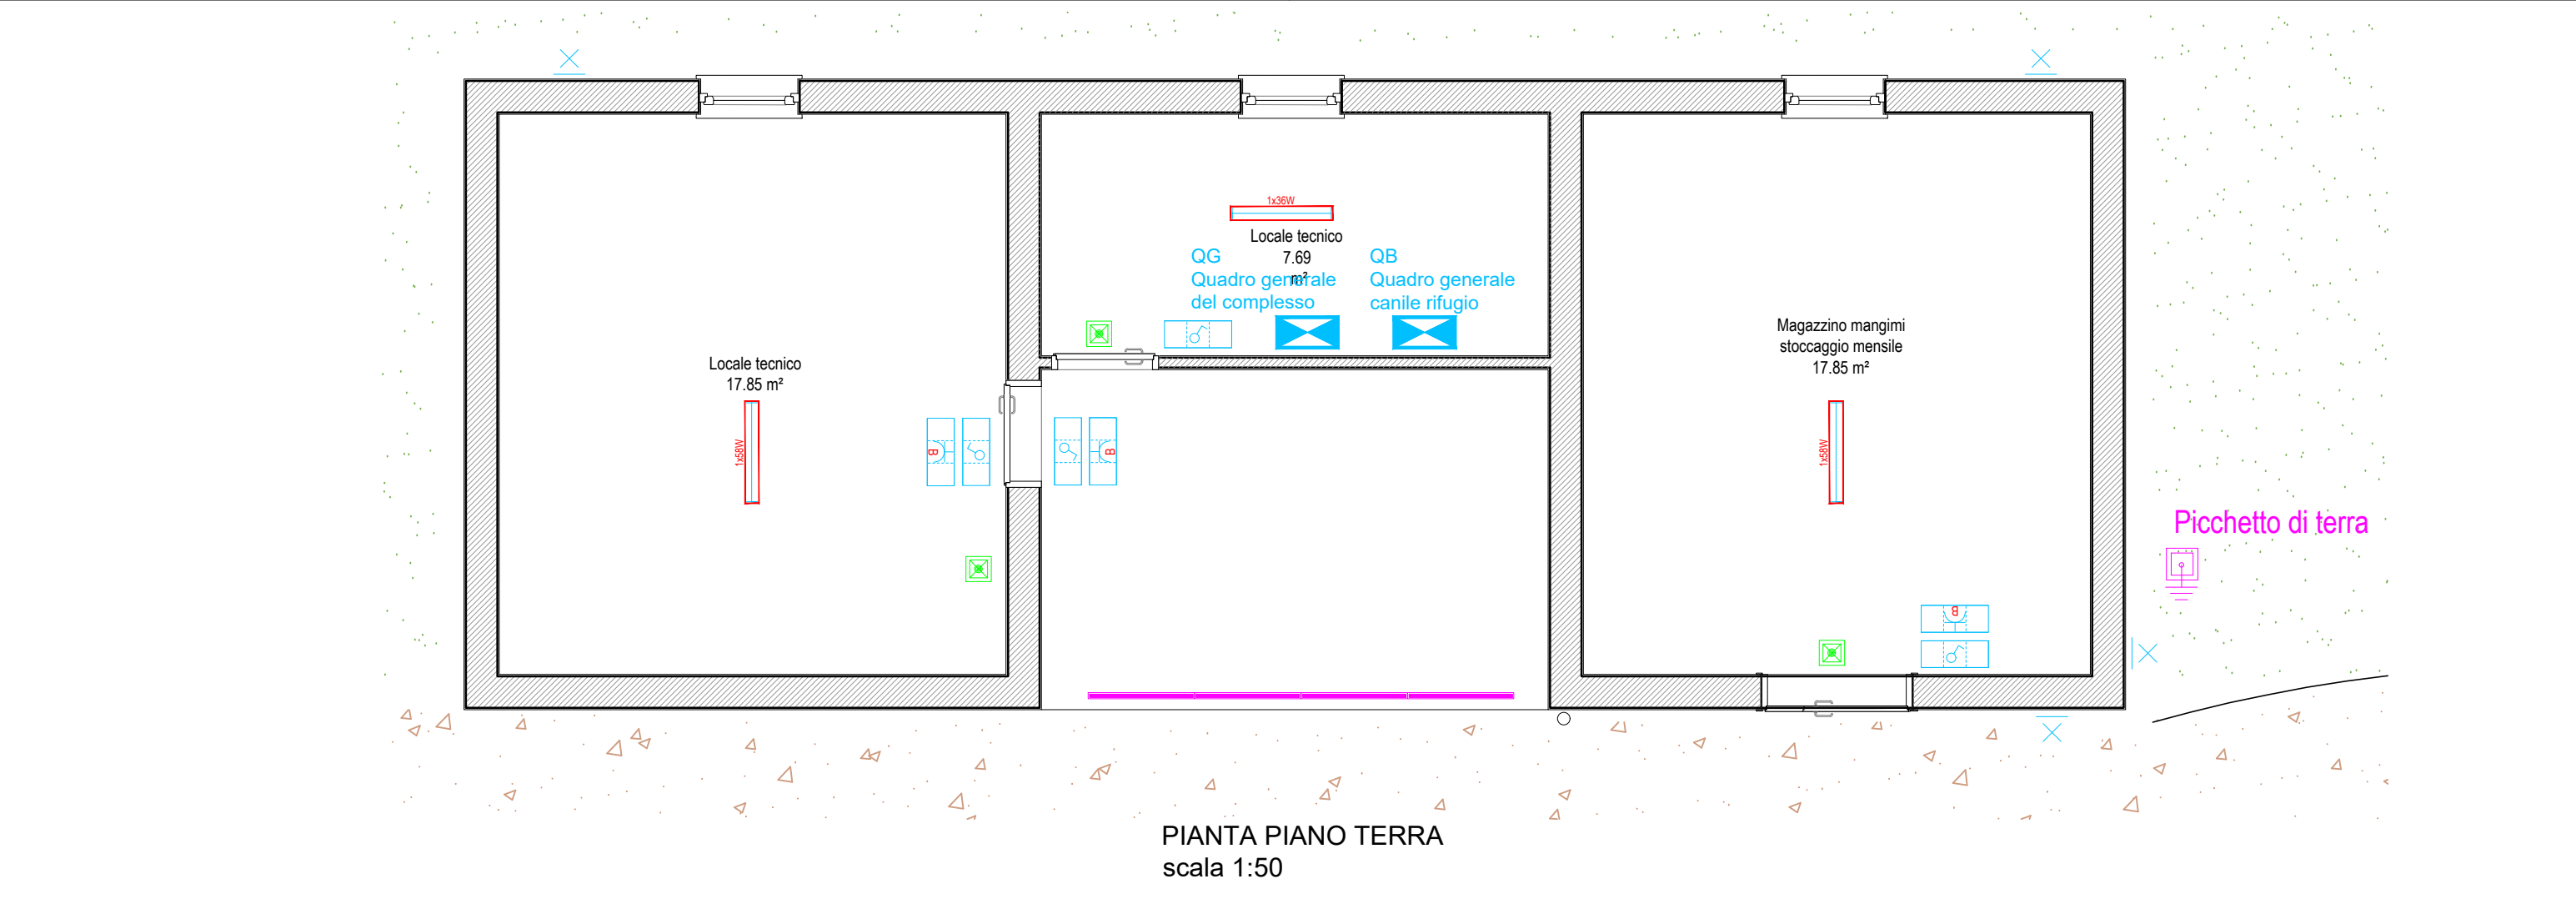 1x36W
Locale tecnico
7.69
m²
QG
Quadro generale
del complesso
QB
Quadro generale
canile rifugio
Locale tecnico
17.85 m²
1x58W
B
B
Magazzino mangimi
stoccaggio mensile
17.85 m²
1x58W
B
Picchetto di terra
PIANTA PIANO TERRA
scala 1:50